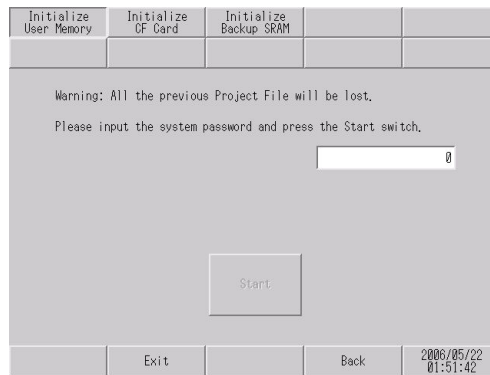 Initialize
User Memory
Initialize
CF Card
Initialize
Backup SRAM
Warning: All the previous Project File will be lost.
Please input the system password and press the Start switch.
0
Start
Exit
Back
2006/05/22
01:51:42